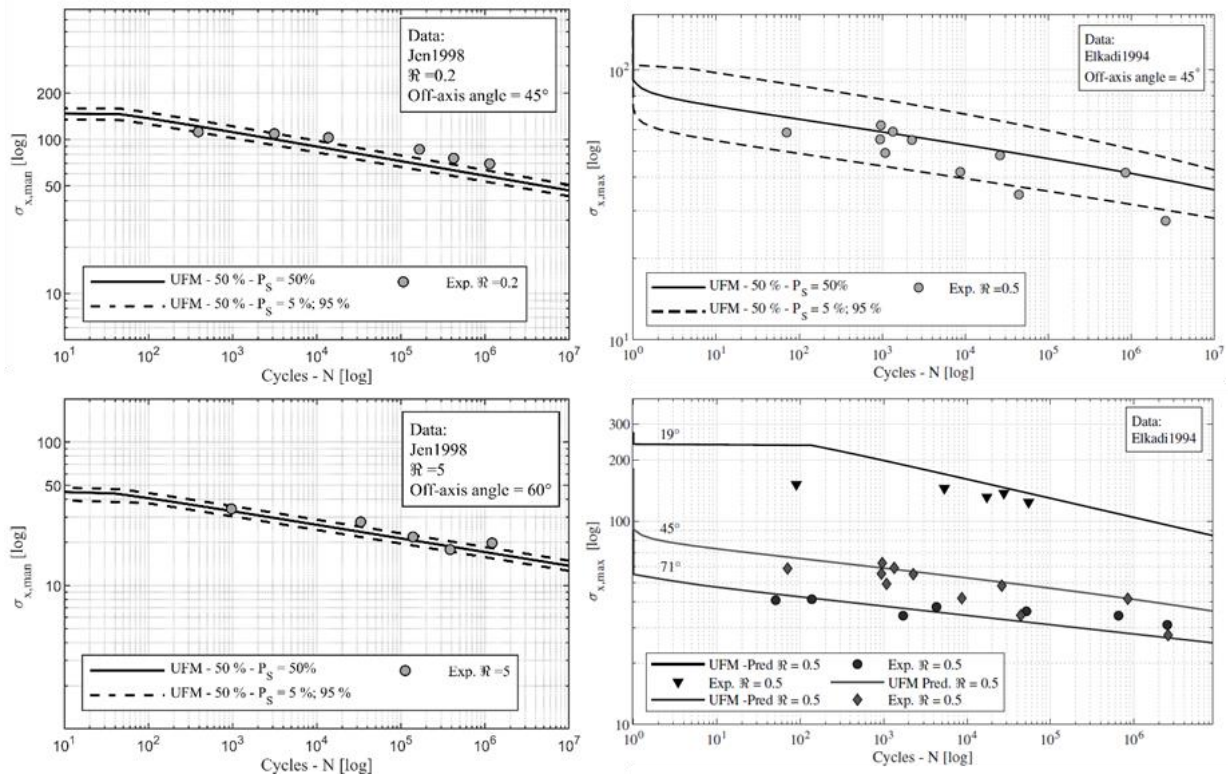 Data:
Jen1998
ℜ =0.2
Off-axis angle = 45°
σx,man [log]
200
100
50
10
UFM - 50 % - PS = 50%
UFM - 50 % - PS = 5 %; 95 %
Exp. ℜ =0.2
10¹ 10² 10³ 10⁴ 10⁵ 10⁶ 10⁷
Cycles - N [log]
Data:
Elkadi1994
Off-axis angle = 45°
σx,max [log]
10²
10¹
UFM - 50 % - PS = 50%
UFM - 50 % - PS = 5 %; 95 %
Exp. ℜ =0.5
10⁰ 10¹ 10² 10³ 10⁴ 10⁵ 10⁶ 10⁷
Cycles - N [log]
Data:
Jen1998
ℜ =5
Off-axis angle = 60°
σx,man [log]
100
50
10
UFM - 50 % - PS = 50%
UFM - 50 % - PS = 5 %; 95 %
Exp. ℜ =5
10¹ 10² 10³ 10⁴ 10⁵ 10⁶ 10⁷
Cycles - N [log]
Data:
Elkadi1994
σx,max [log]
300
200
100
10
19°
45°
71°
UFM -Pred ℜ = 0.5 Exp. ℜ = 0.5
Exp. ℜ = 0.5 UFM Pred. ℜ = 0.5
UFM -Pred ℜ = 0.5 Exp. ℜ = 0.5
10⁰ 10¹ 10² 10³ 10⁴ 10⁵ 10⁶
Cycles - N [log]